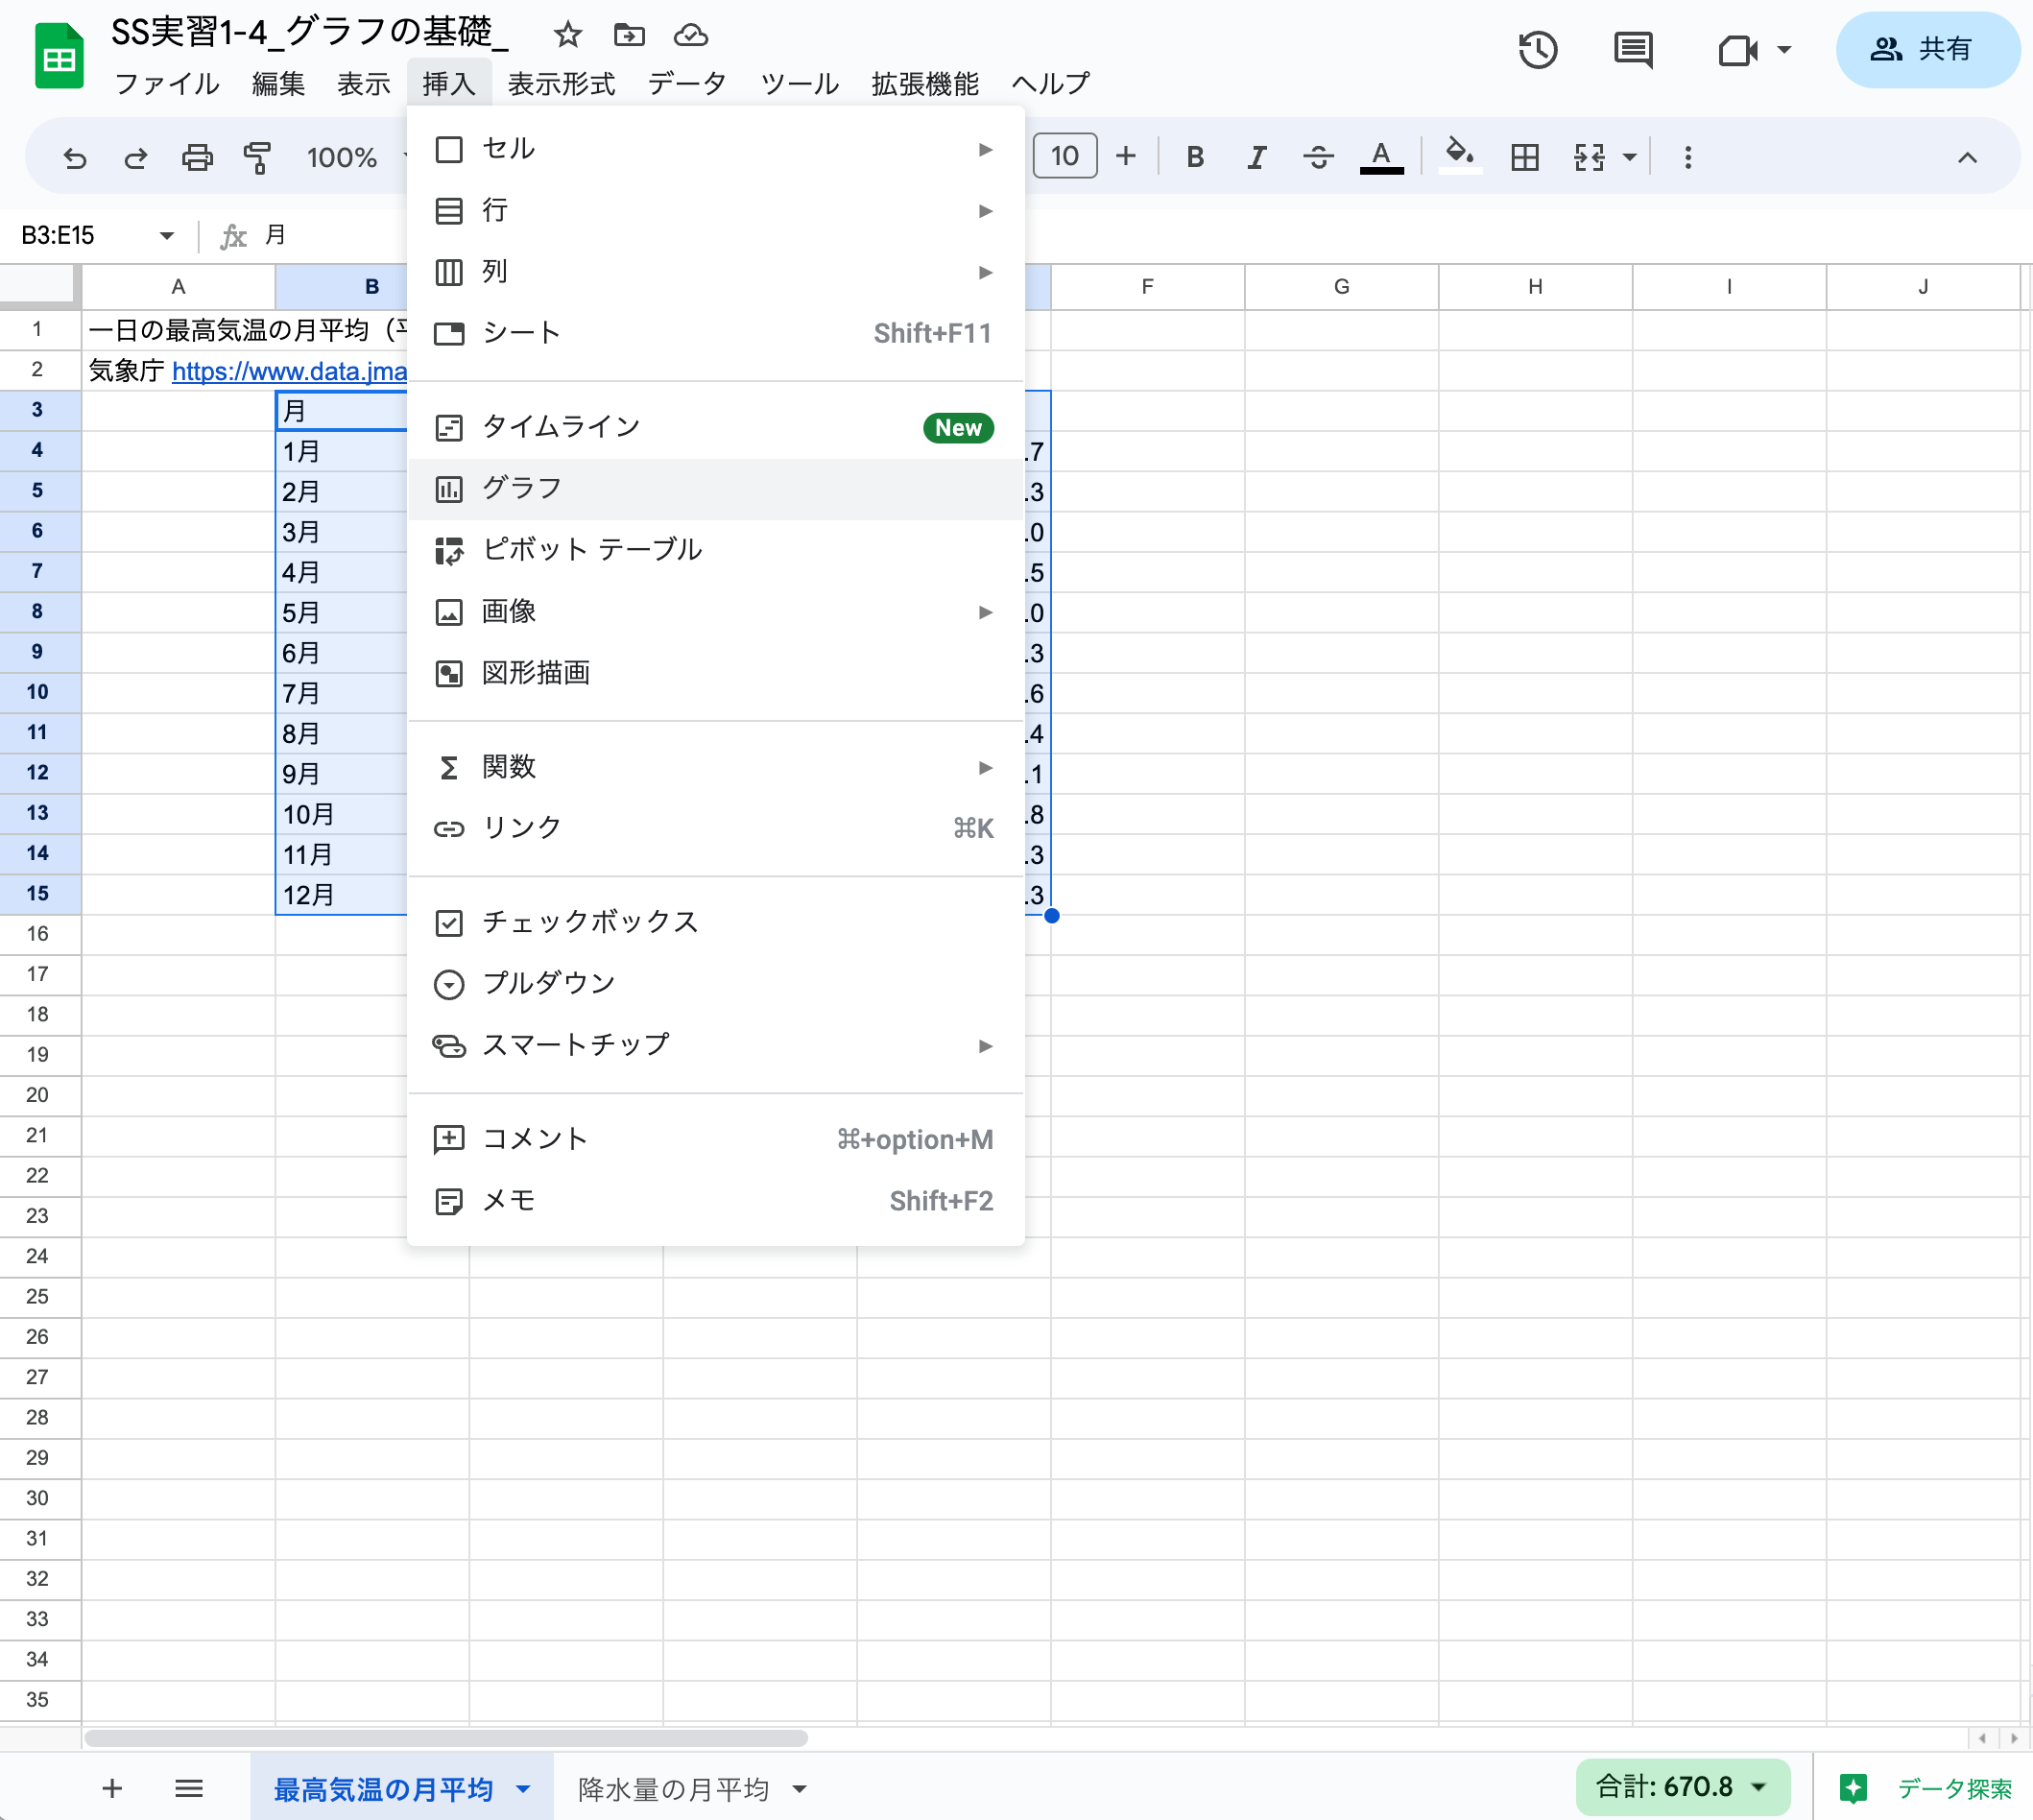 SS実習1-4_グラフの基礎_
ファイル 編集 表示 挿入 表示形式 データ ツール 拡張機能 ヘルプ
共有
100% 10 B I A
B3:E15 fx 月
A B F G H I J
1 一日の最高気温の月平均
2 気象庁 https://www.data.jma
3 月
4 1月 .7
5 2月 .3
6 3月 .0
7 4月 .5
8 5月 .0
9 6月 .3
10 7月 .6
11 8月 .4
12 9月 .1
13 10月 .8
14 11月 .3
15 12月 .3
16
17
18
19
20
21
22
23
24
25
26
27
28
29
30
31
32
33
34
35
セル
行
列
シート Shift+F11
タイムライン New
グラフ
ピボット テーブル
画像
図形描画
関数
リンク ⌘K
チェックボックス
プルダウン
スマートチップ
コメント ⌘+option+M
メモ Shift+F2
最高気温の月平均 降水量の月平均 合計: 670.8 データ探索